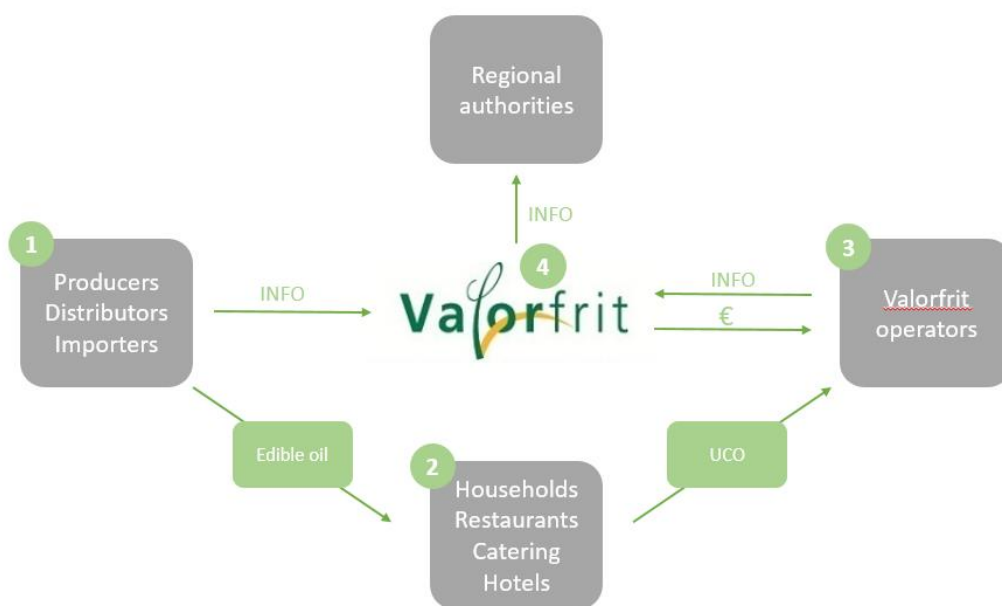 Regional
authorities
INFO
1
Producers
Distributors
Importers
INFO
4
Valorfrit
INFO
€
3
Valorfrit
operators
Edible oil
UCO
2
Households
Restaurants
Catering
Hotels